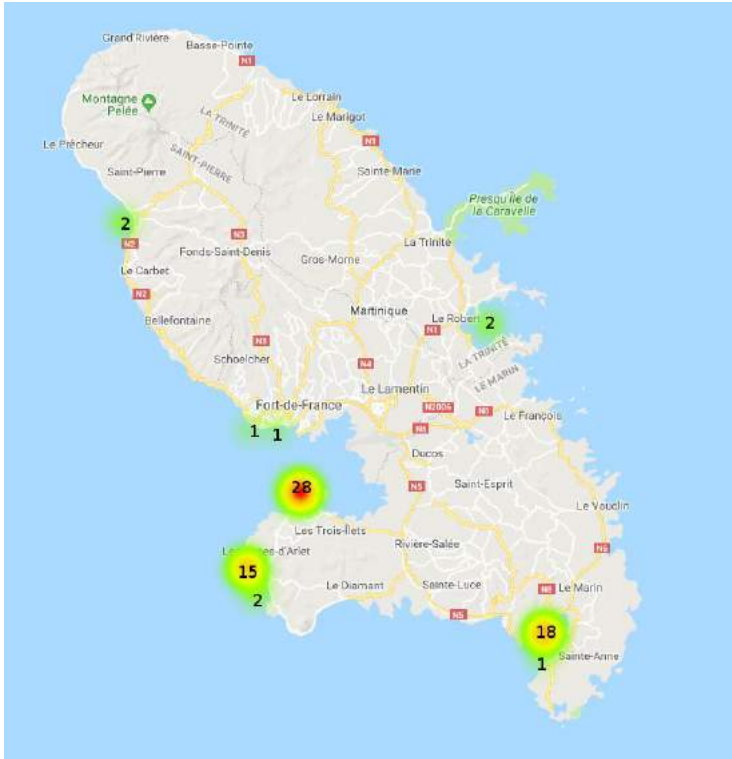 Grand Rivière
Basse-Pointe
N1
Montagne
Pelée
Le Lorrain
LA TRINITÉ
Le Marigot
N1
Le Prêcheur
SAINT-PIERRE
Saint-Pierre
Sainte Marie
Presqu'île de
la Caravelle
2
N2
N3
La Trinité
Fonds-Saint-Denis
Gros-Morne
Le Carbet
N2
Martinique
Bellefontaine
Le Robert
2
N1
N3
LA TRINITÉ
Schoelcher
N4
LE MARIN
Le Lamentin
Fort-de-France
N2006
N6
Le François
1
1
N5
Ducos
28
N5
Saint-Esprit
Le Vauclin
Les Trois-Îlets
Rivière-Salée
N6
15
2
Le Diamant
Sainte-Luce
N6
Le Marin
N5
18
Sainte-Anne
1